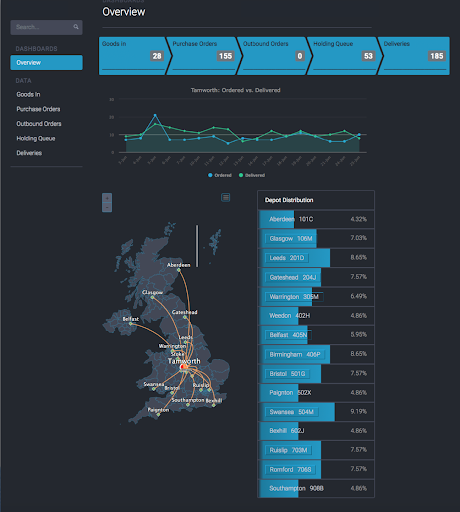 Overview
Search...
DASHBOARDS
Overview
DATA
Goods In
Purchase Orders
Outbound Orders
Holding Queue
Deliveries
Goods In 28
Purchase Orders 155
Outbound Orders 0
Holding Queue 53
Deliveries 185
Tamworth: Ordered vs. Delivered
Ordered Delivered
Aberdeen
Glasgow
Gateshead
Belfast
Leeds
Warrington
Stoke
Tamworth
Swansea
Bristol
Ruislip
Southampton
Bexhill
Paignton
Depot Distribution
Aberdeen 101C 4.32%
Glasgow 106M 7.03%
Leeds 201D 8.65%
Gateshead 204J 7.57%
Warrington 305M 6.49%
Weedon 402H 4.86%
Belfast 405N 5.95%
Birmingham 406P 8.65%
Bristol 501G 7.57%
Paignton 502X 4.86%
Swansea 504M 9.19%
Bexhill 602J 4.86%
Ruislip 703M 7.57%
Romford 706S 7.57%
Southampton 908B 4.86%